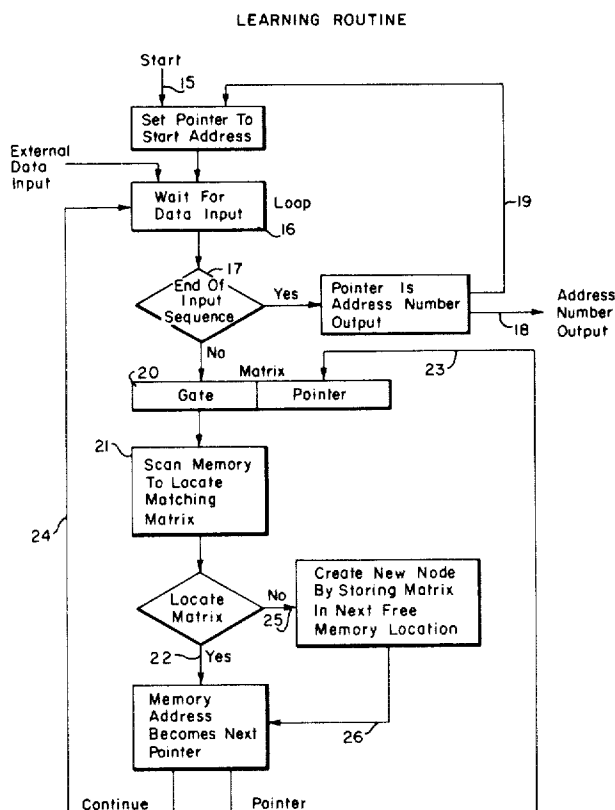 LEARNING ROUTINE
Start
15
Set Pointer To
Start Address
External
Data
Input
Wait For
Data Input
Loop
16
19
17
End Of
Input
Sequence
Yes
Pointer Is
Address Number
Output
18
Address
Number
Output
No
20
Matrix
23
Gate
Pointer
21
Scan Memory
To Locate
Matching
Matrix
24
Locate
Matrix
No
25
Create New Node
By Storing Matrix
In Next Free
Memory Location
22
Yes
Memory
Address
Becomes Next
Pointer
26
Continue
Pointer